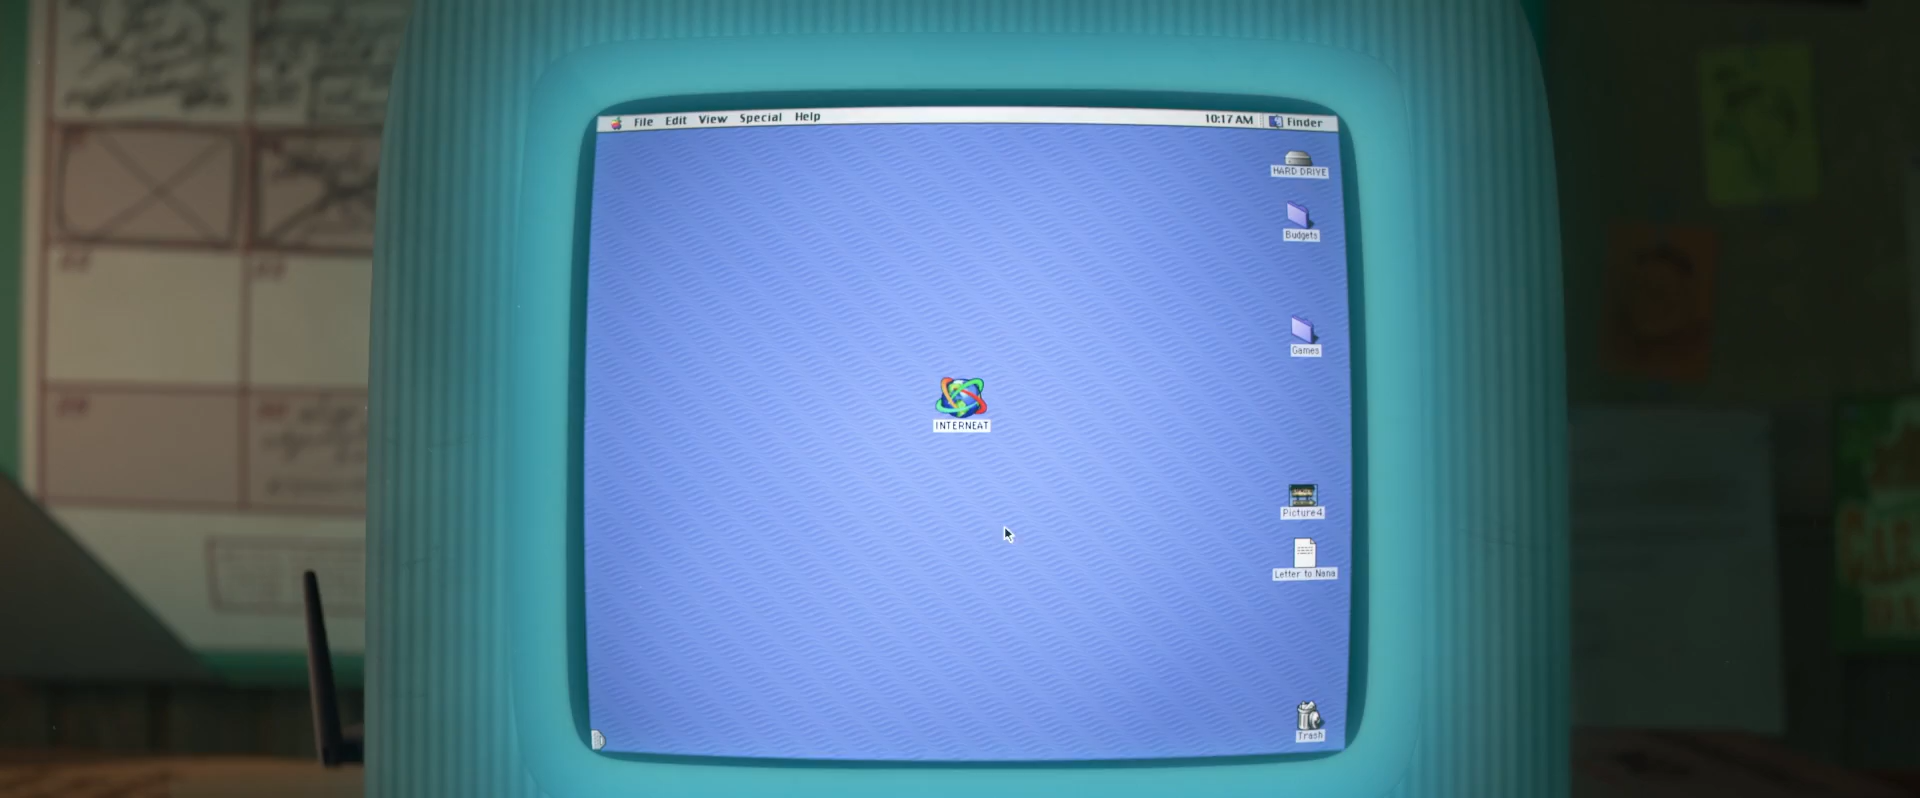 File Edit View Special Help 10:17 AM Finder
HARD DRIVE
Budgets
Games
INTERNEAT
Picture4
Letter to Nana
Trash